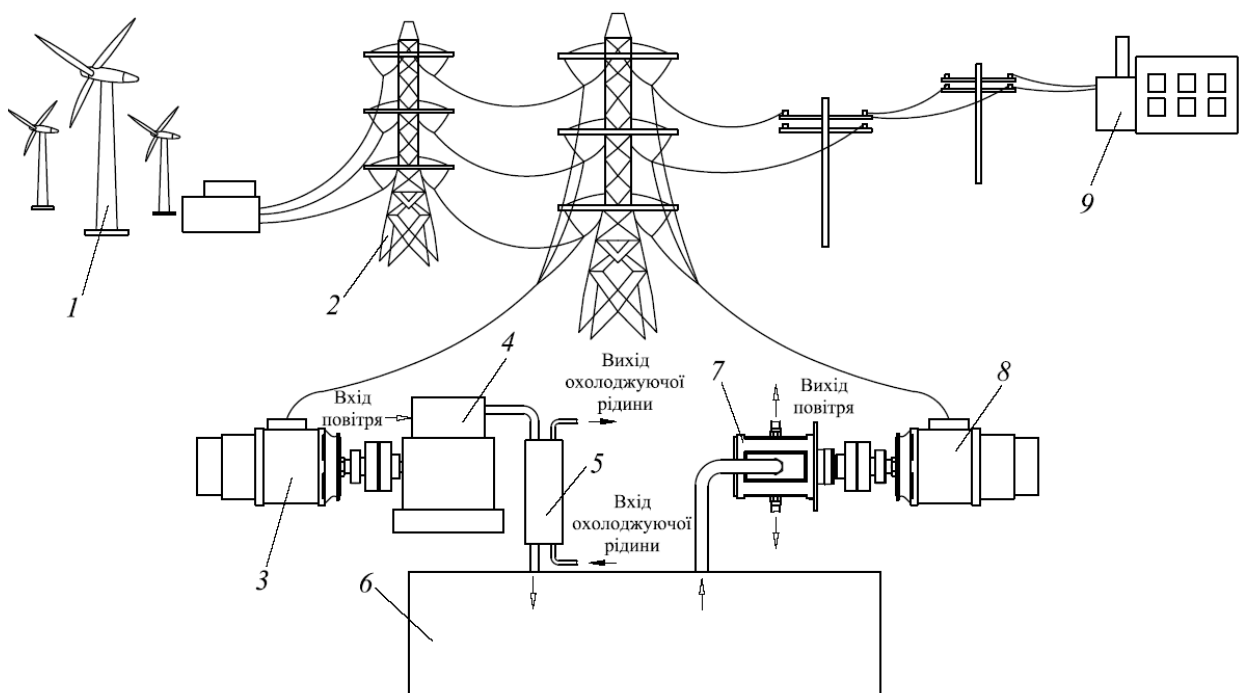 1
2
9
4
Вхід
повітря
Вихід
охолоджуючої
рідини
7
Вихід
повітря
8
3
5
Вхід
охолоджуючої
рідини
6